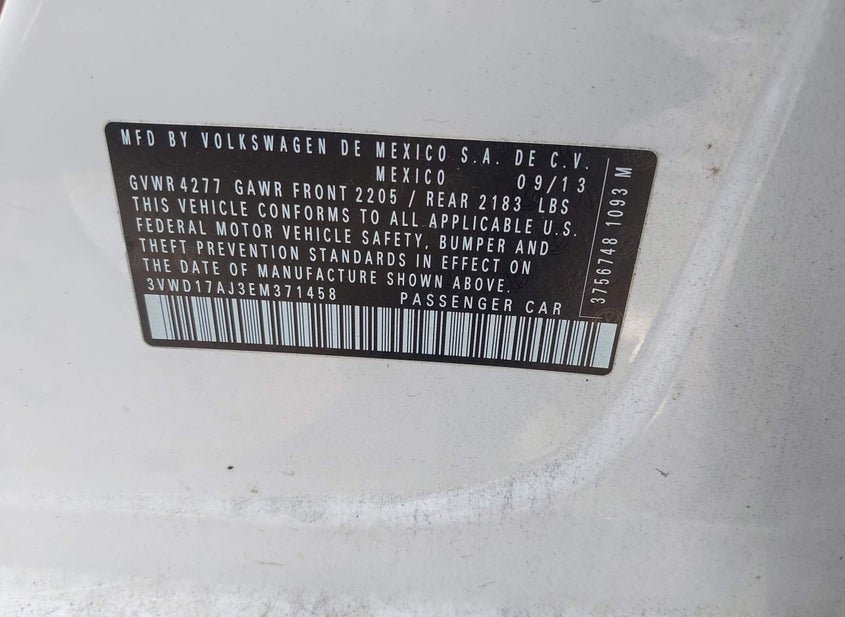 MFD BY VOLKSWAGEN DE MEXICO S.A. DE C.V.
MEXICO 09/13
GVWR 4277 GAWR FRONT 2205 / REAR 2183 LBS
THIS VEHICLE CONFORMS TO ALL APPLICABLE U.S.
FEDERAL MOTOR VEHICLE SAFETY, BUMPER AND
THEFT PREVENTION STANDARDS IN EFFECT ON
THE DATE OF MANUFACTURE SHOWN ABOVE.
3VWD17AJ3EM371458 PASSENGER CAR
3756748 1093 M